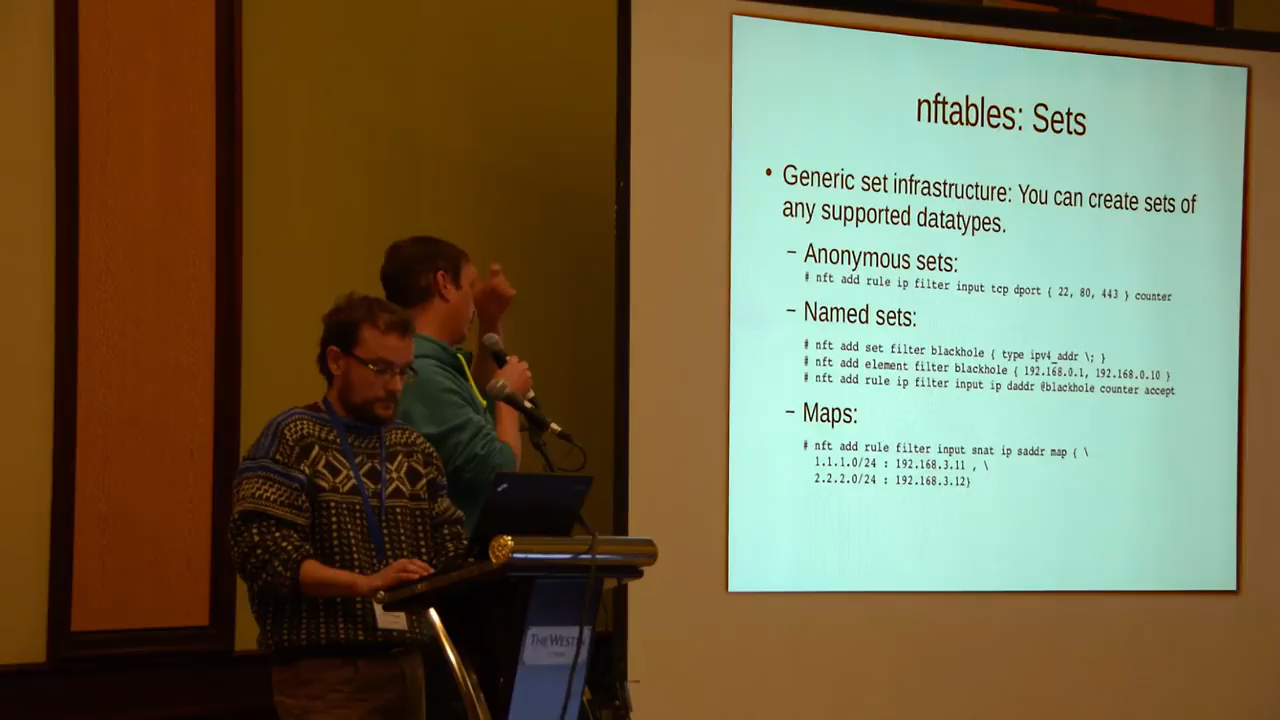 nftables: Sets
• Generic set infrastructure: You can create sets of
any supported datatypes.
– Anonymous sets:
# nft add rule ip filter input tcp dport { 22, 80, 443 } counter
– Named sets:
# nft add set filter blackhole { type ipv4_addr \; }
# nft add element filter blackhole { 192.168.0.1, 192.168.0.10 }
# nft add rule ip filter input ip daddr @blackhole counter accept
– Maps:
# nft add rule filter input snat ip saddr map { \
1.1.1.0/24 : 192.168.3.11 , \
2.2.2.0/24 : 192.168.3.12}
THE WESTIN